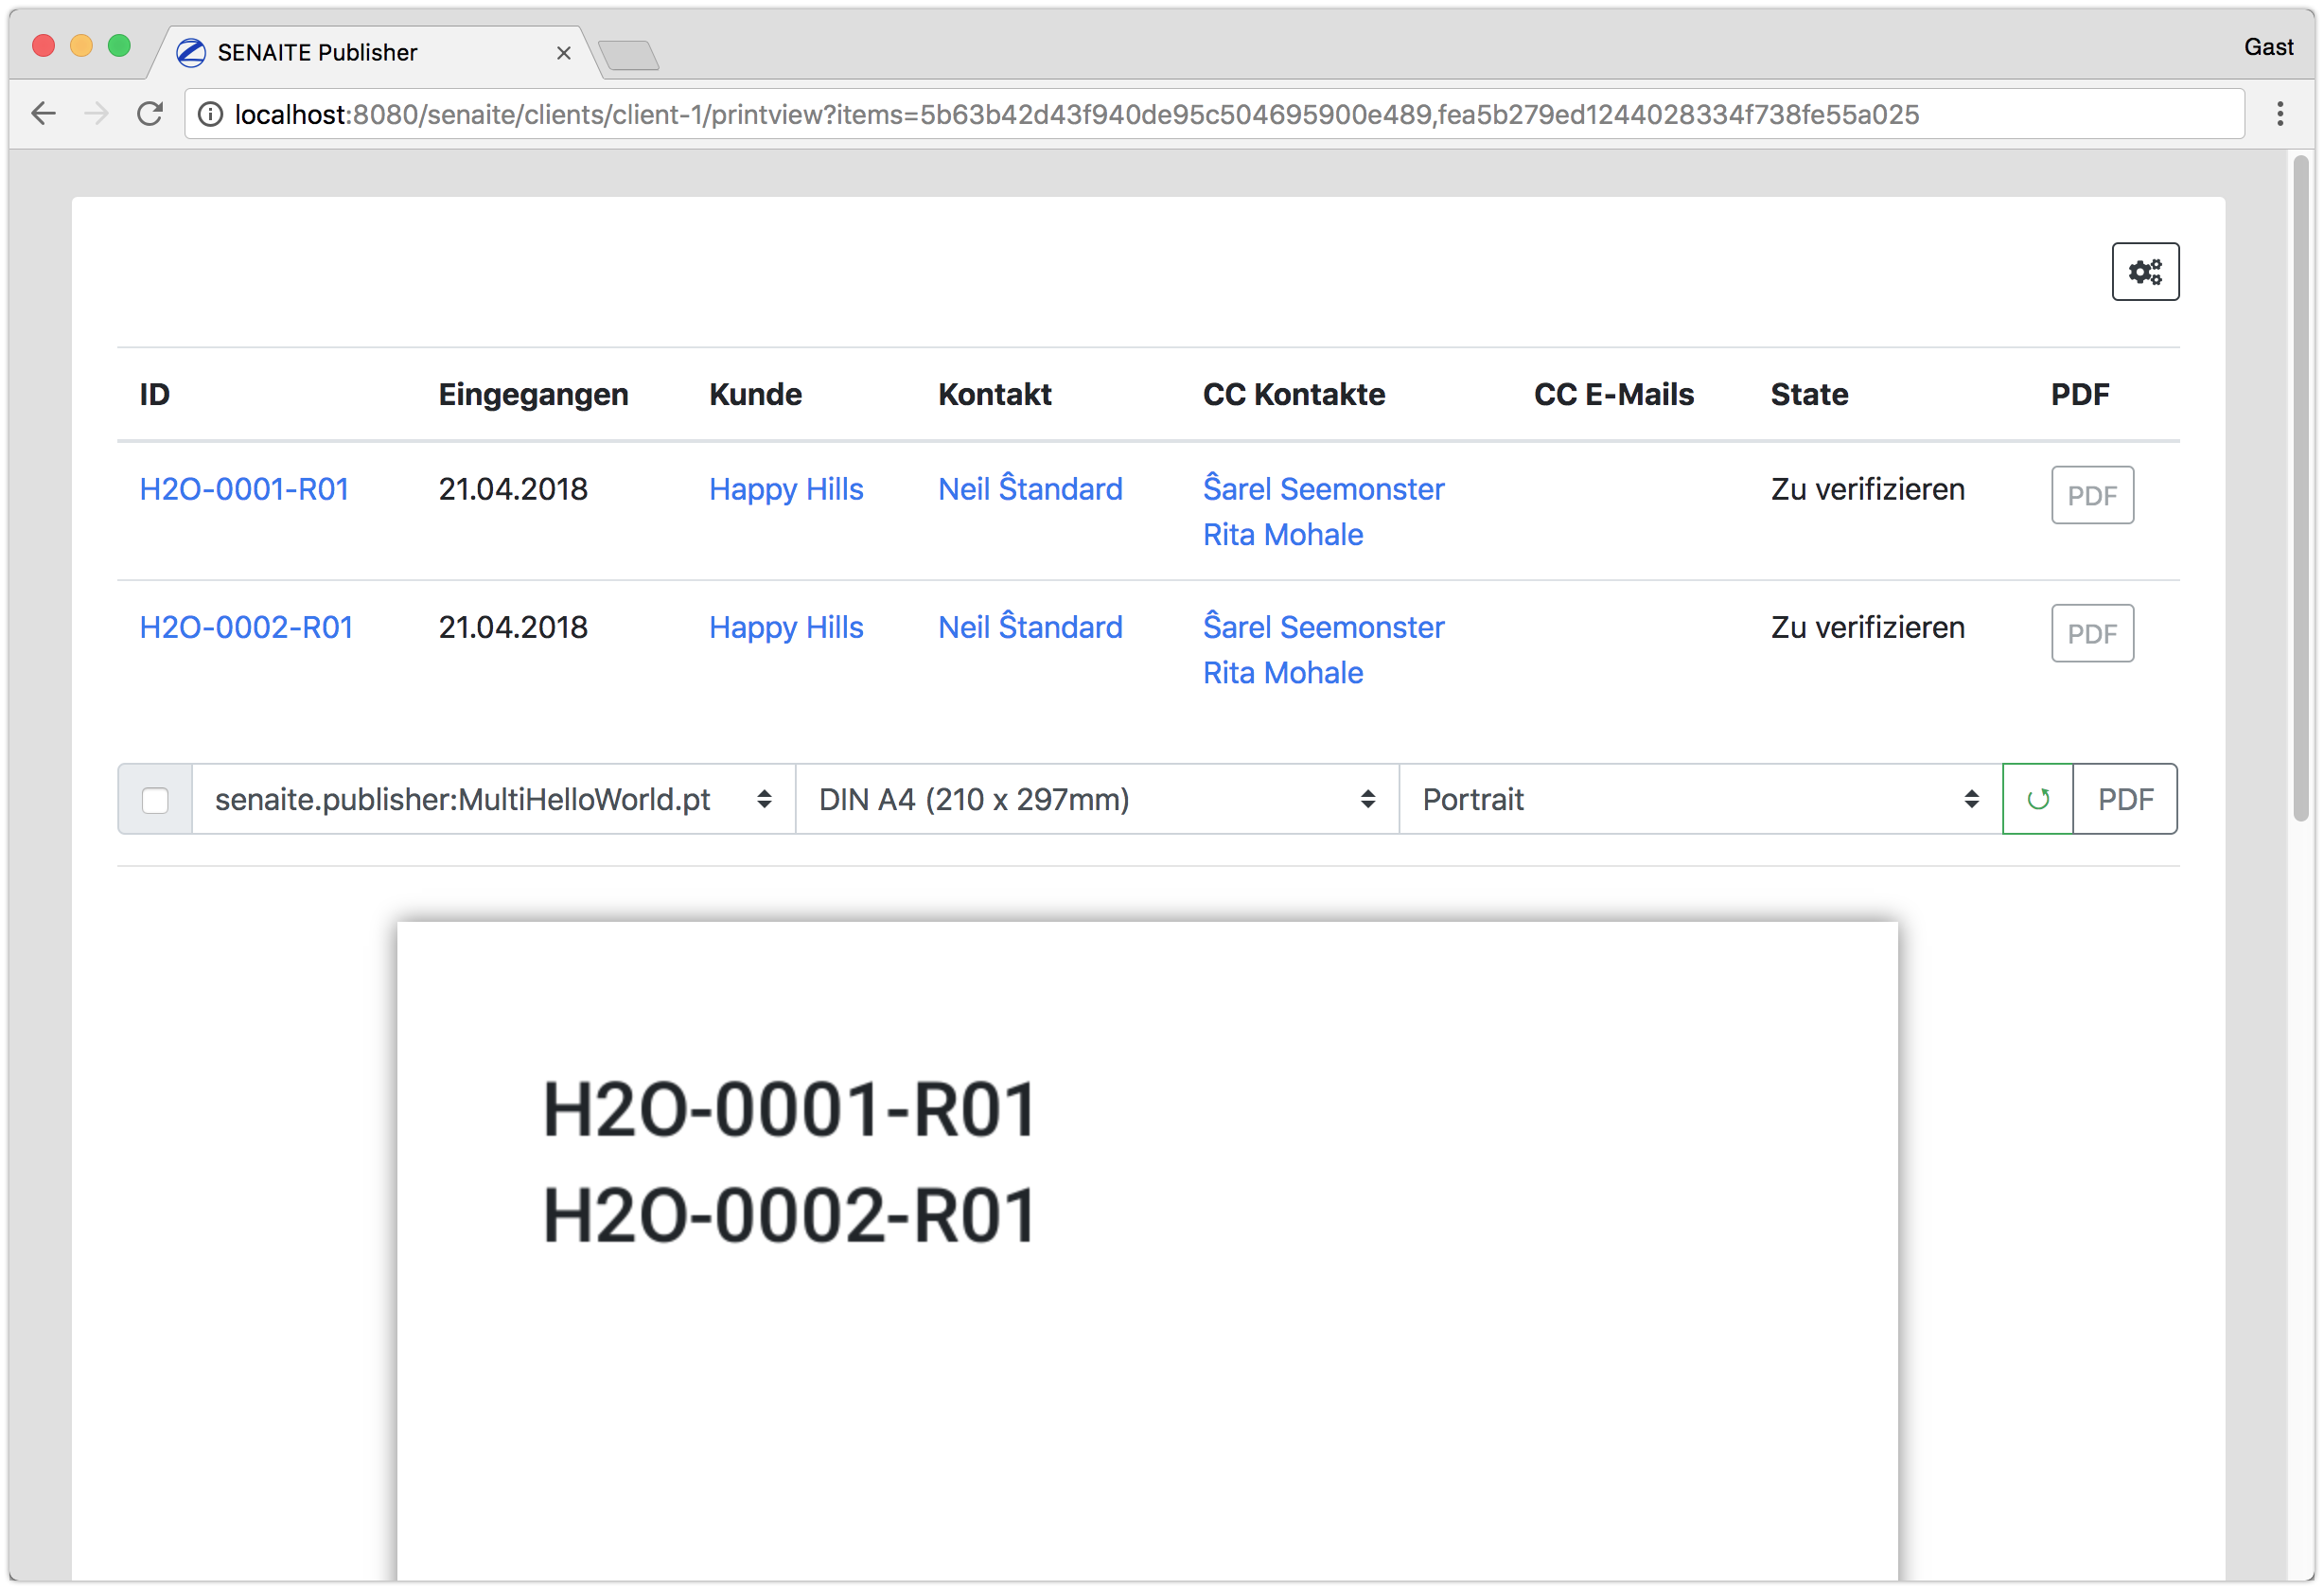 SENAITE Publisher
Gast
localhost:8080/senaite/clients/client-1/printview?items=5b63b42d43f940de95c504695900e489,fea5b279ed1244028334f738fe55a025
ID Eingegangen Kunde Kontakt CC Kontakte CC E-Mails State PDF
H2O-0001-R01 21.04.2018 Happy Hills Neil Ŝtandard Ŝarel Seemonster Zu verifizieren PDF
Rita Mohale
H2O-0002-R01 21.04.2018 Happy Hills Neil Ŝtandard Ŝarel Seemonster Zu verifizieren PDF
Rita Mohale
senaite.publisher:MultiHelloWorld.pt DIN A4 (210 x 297mm) Portrait PDF
H2O-0001-R01
H2O-0002-R01